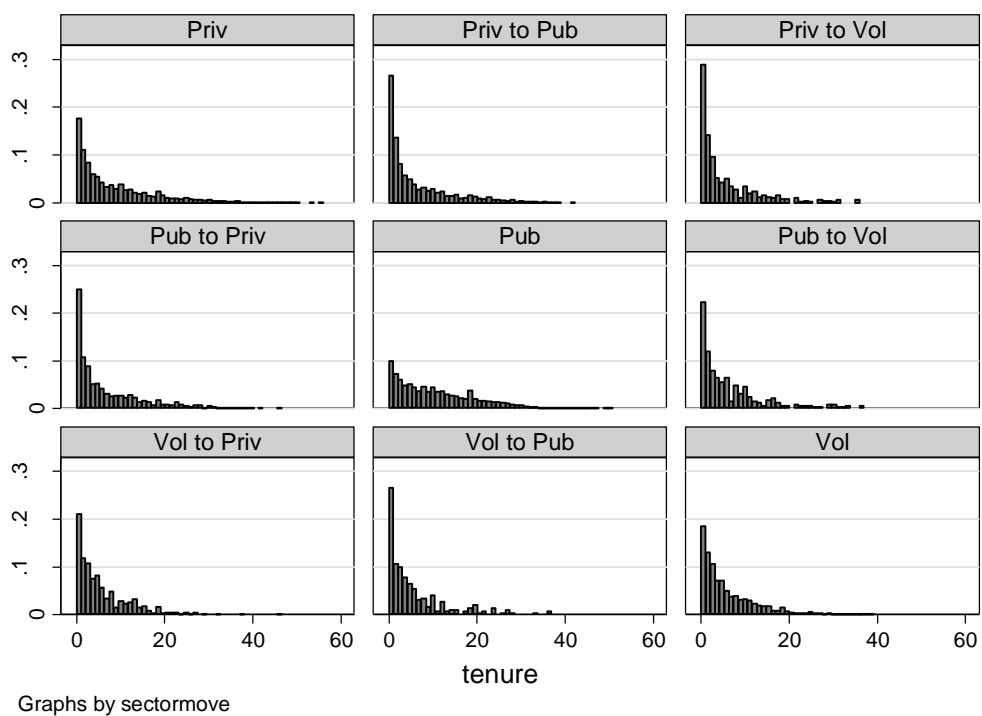 Priv Priv to Pub Priv to Vol
.3
.2
.1
0
Pub to Priv Pub Pub to Vol
.3
.2
.1
0
Vol to Priv Vol to Pub Vol
.3
.2
.1
0
0 20 40 60 0 20 40 60 0 20 40 60
tenure
Graphs by sectormove